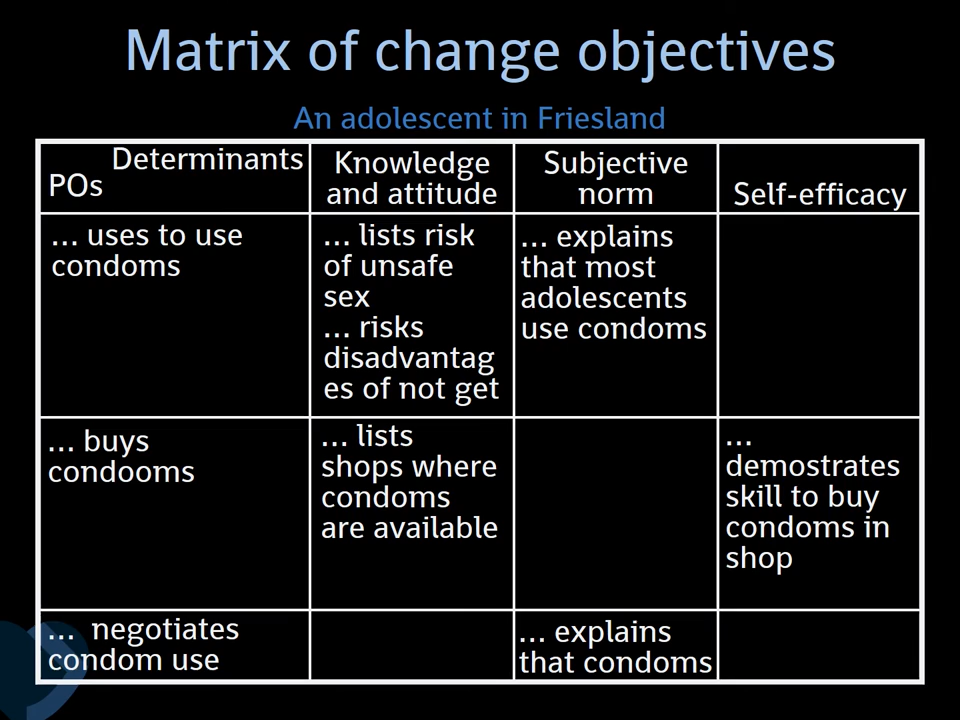 Matrix of change objectives
An adolescent in Friesland
Determinants
POs
Knowledge
and attitude
Subjective
norm
Self-efficacy
... uses to use
condoms
... lists risk
of unsafe
sex
... risks
disadvantag
es of not get
... explains
that most
adolescents
use condoms
... buys
condooms
... lists
shops where
condoms
are available
...
demostrates
skill to buy
condoms in
shop
... negotiates
condom use
... explains
that condoms